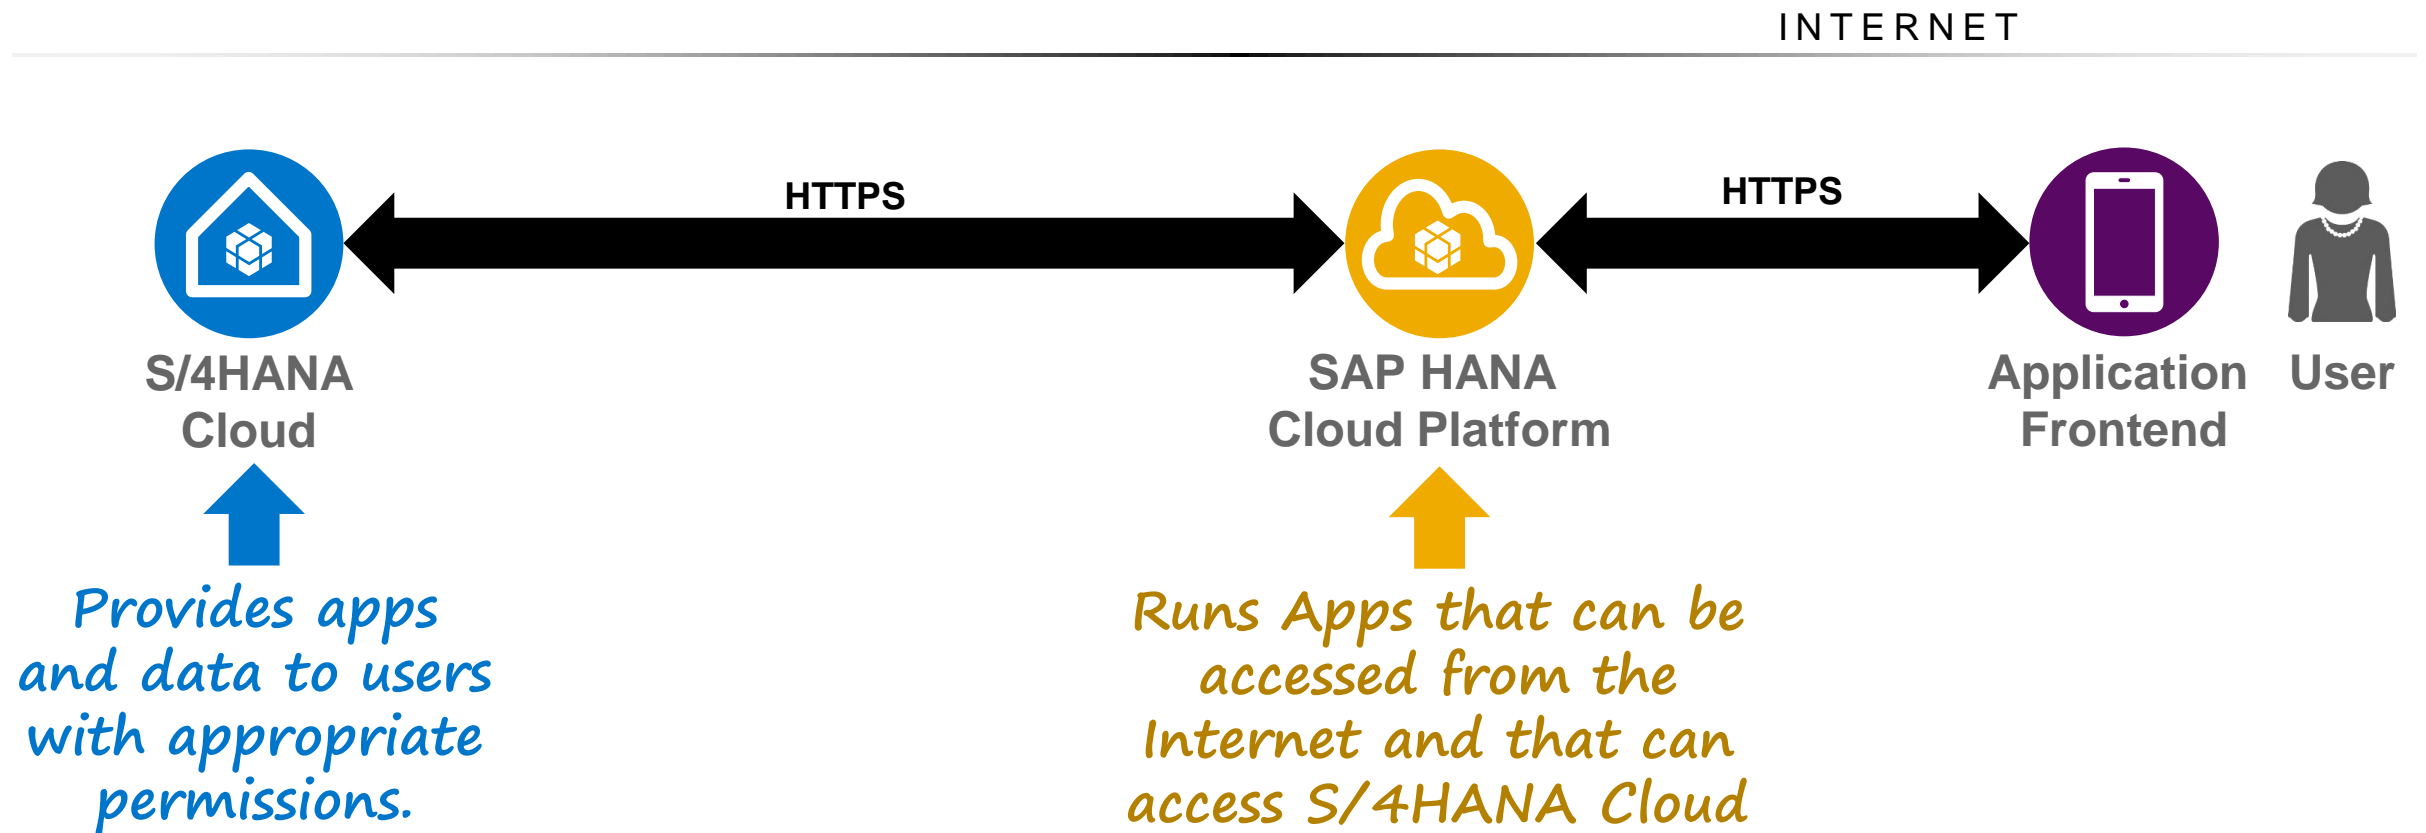 INTERNET
HTTPS
HTTPS
S/4HANA
Cloud
SAP HANA
Cloud Platform
Application
Frontend
User
Provides apps
and data to users
with appropriate
permissions.
Runs Apps that can be
accessed from the
Internet and that can
access S/4HANA Cloud